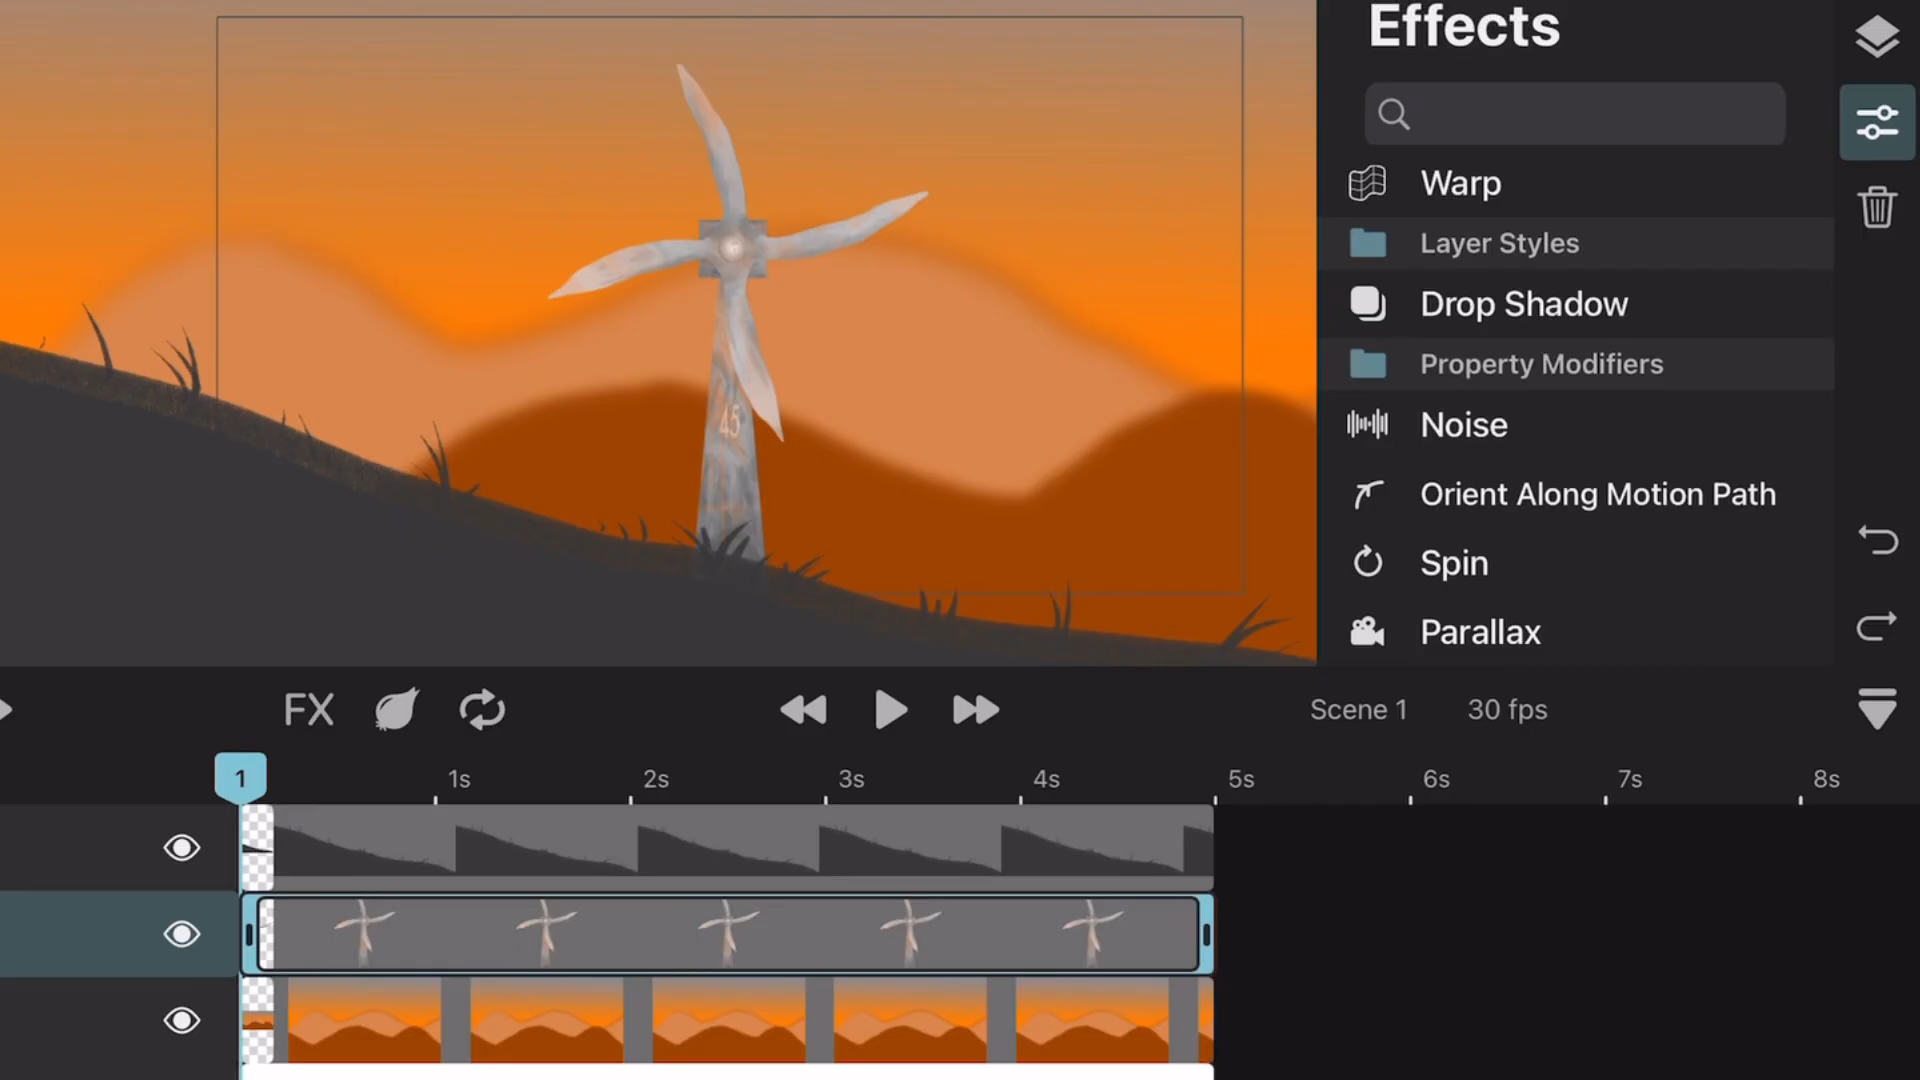 Effects
Warp
Layer Styles
Drop Shadow
Property Modifiers
45
Noise
Orient Along Motion Path
Spin
Parallax
FX
Scene 1
30 fps
1
1s
2s
3s
4s
5s
6s
7s
8s